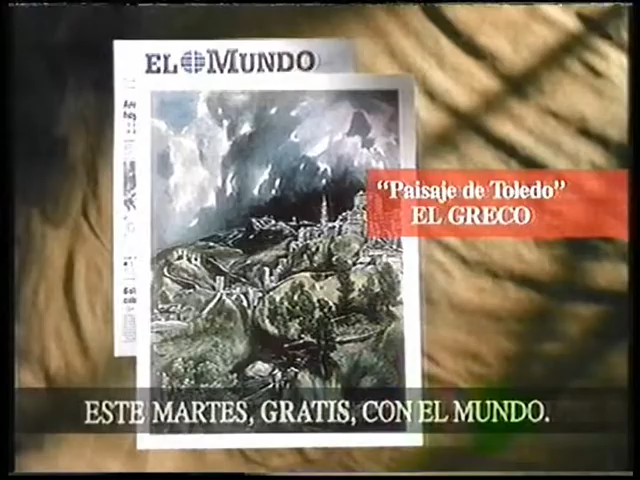 EL MUNDO
"Paisaje de Toledo"
EL GRECO
ESTE MARTES, GRATIS, CON EL MUNDO.